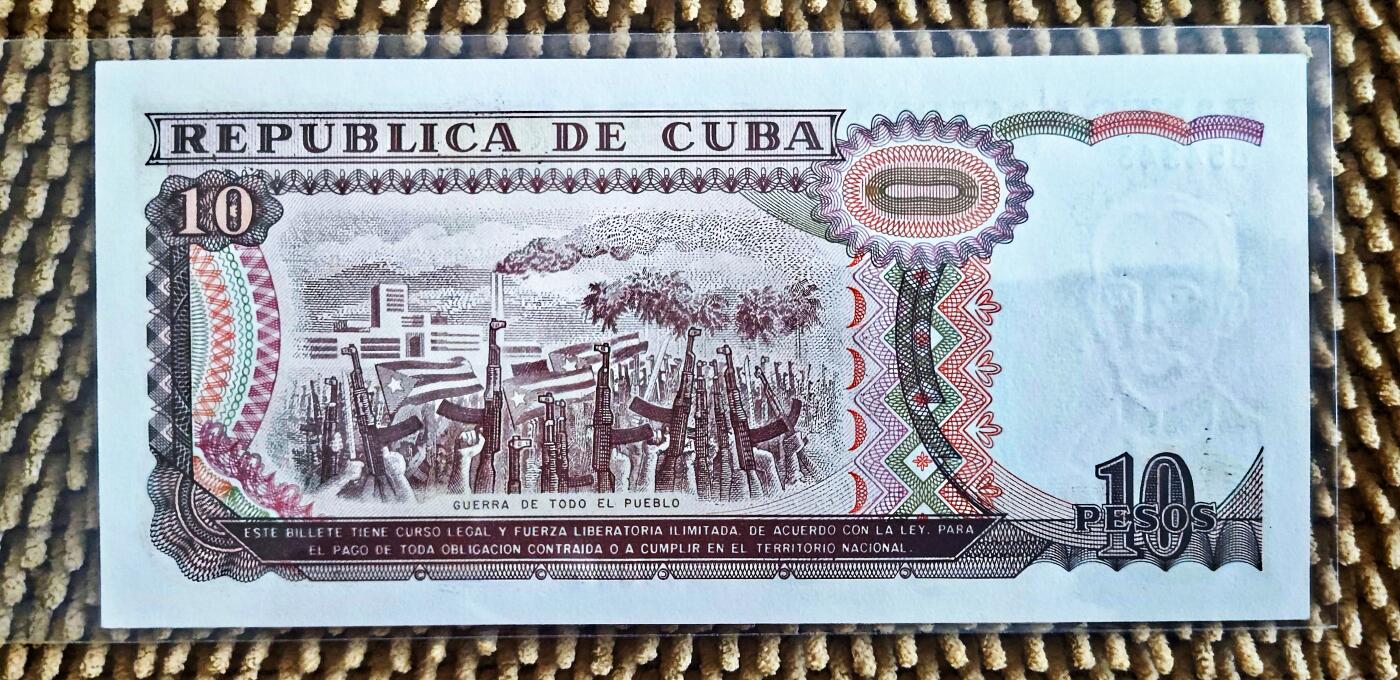 REPUBLICA DE CUBA
10
GUERRA DE TODO EL PUEBLO
ESTE BILLETE TIENE CURSO LEGAL Y FUERZA LIBERATORIA ILIMITADA, DE ACUERDO CON LA LEY, PARA
EL PAGO DE TODA OBLIGACION CONTRAIDA O A CUMPLIR EN EL TERRITORIO NACIONAL.
10
PESOS